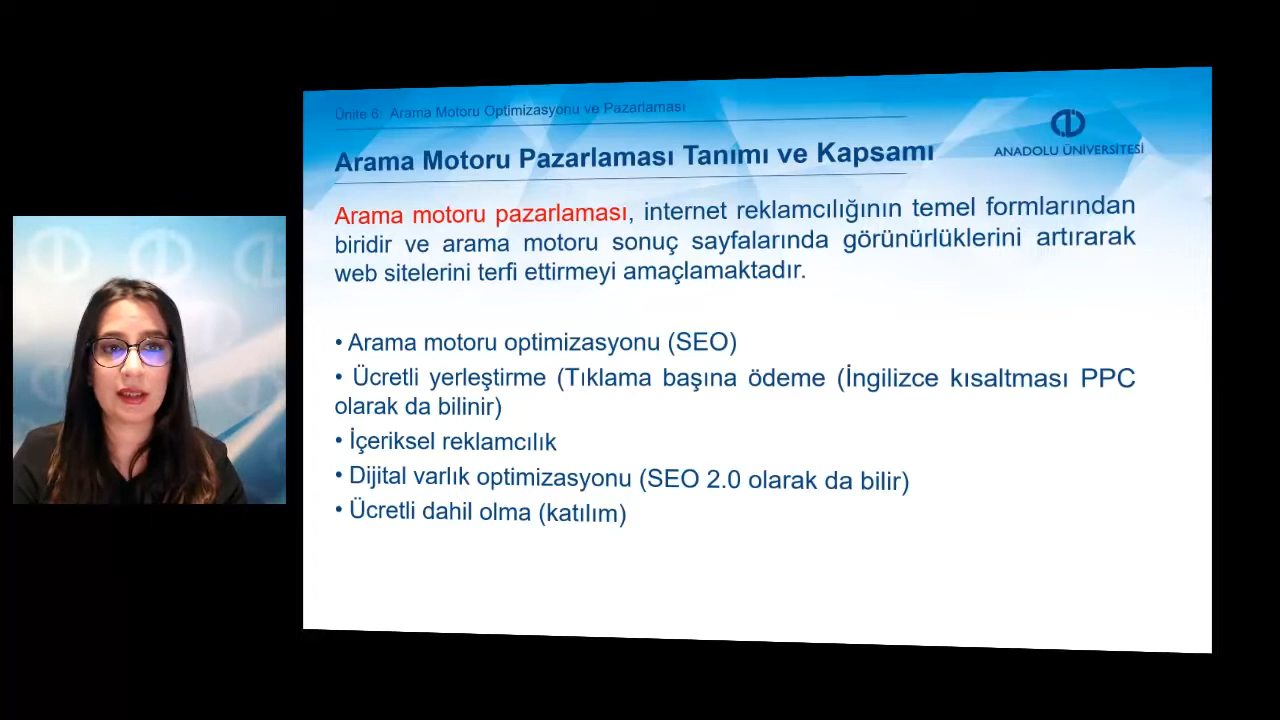 Ünite 6: Arama Motoru Optimizasyonu ve Pazarlaması
Arama Motoru Pazarlaması Tanımı ve Kapsamı
ANADOLU ÜNİVERSİTESİ
Arama motoru pazarlaması, internet reklamcılığının temel formlarından
biridir ve arama motoru sonuç sayfalarında görünürlüklerini artırarak
web sitelerini terfi ettirmeyi amaçlamaktadır.
• Arama motoru optimizasyonu (SEO)
• Ücretli yerleştirme (Tıklama başına ödeme (İngilizce kısaltması PPC
olarak da bilinir)
• İçeriksel reklamcılık
• Dijital varlık optimizasyonu (SEO 2.0 olarak da bilir)
• Ücretli dahil olma (katılım)